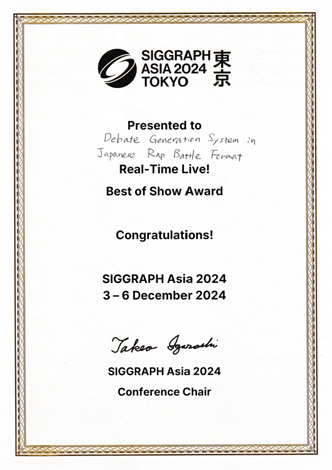 SIGGRAPH
ASIA 2024
TOKYO
東京
Presented to
Debate Generation System in
Japanese Rap Battle Format
Real-Time Live!
Best of Show Award
Congratulations!
SIGGRAPH Asia 2024
3 – 6 December 2024
Takeo Igarashi
SIGGRAPH Asia 2024
Conference Chair